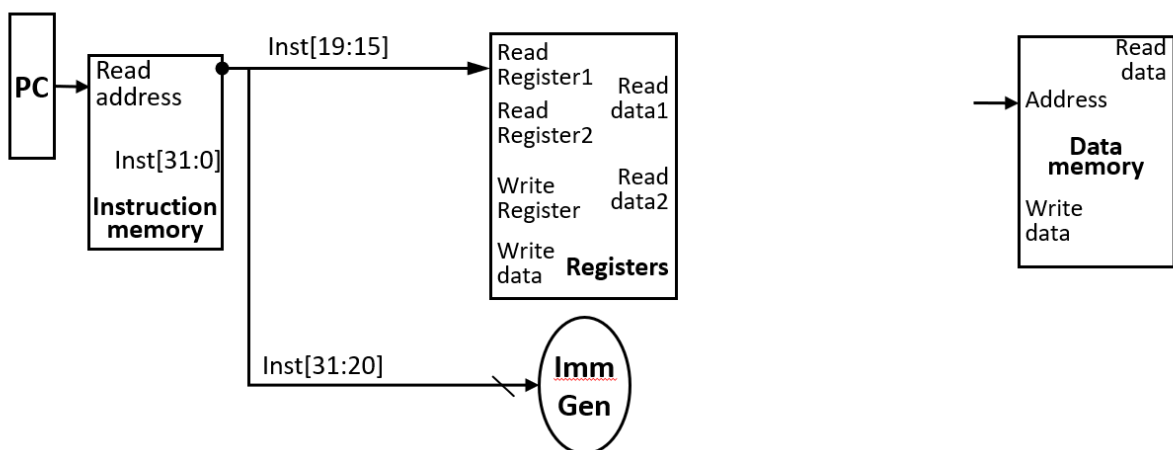 PC
Read
address
Inst[31:0]
Instruction
memory
Inst[19:15]
Inst[31:20]
Read
Register1
Read
Register2
Write
Register
Write
data
Read
data1
Read
data2
Registers
Imm
Gen
Read
data
Address
Data
memory
Write
data